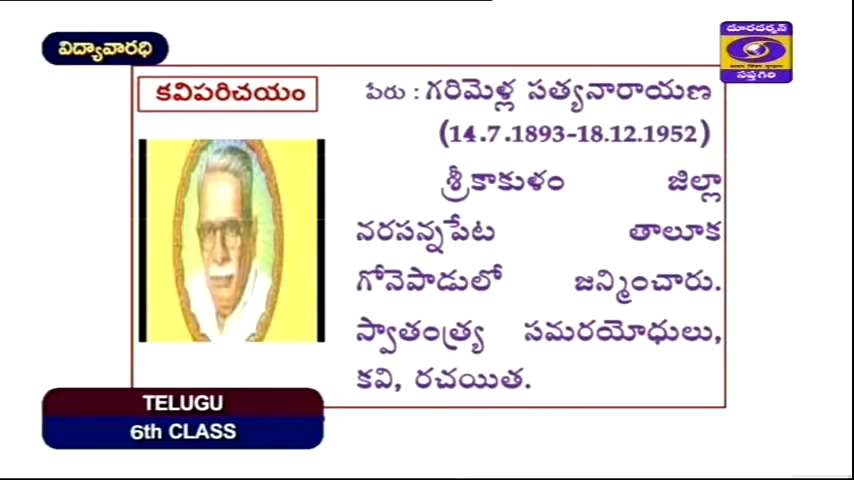 విద్యావారధి
దూరదర్శన్
సప్తగిరి
కవిపరిచయం
పేరు : గరిమెళ్ల సత్యనారాయణ
(14.7.1893-18.12.1952)
శ్రీకాకుళం జిల్లా
నరసన్నపేట తాలూక
గోనెపాడులో జన్మించారు.
స్వాతంత్ర్య సమరయోధులు,
కవి, రచయిత.
TELUGU
6th CLASS